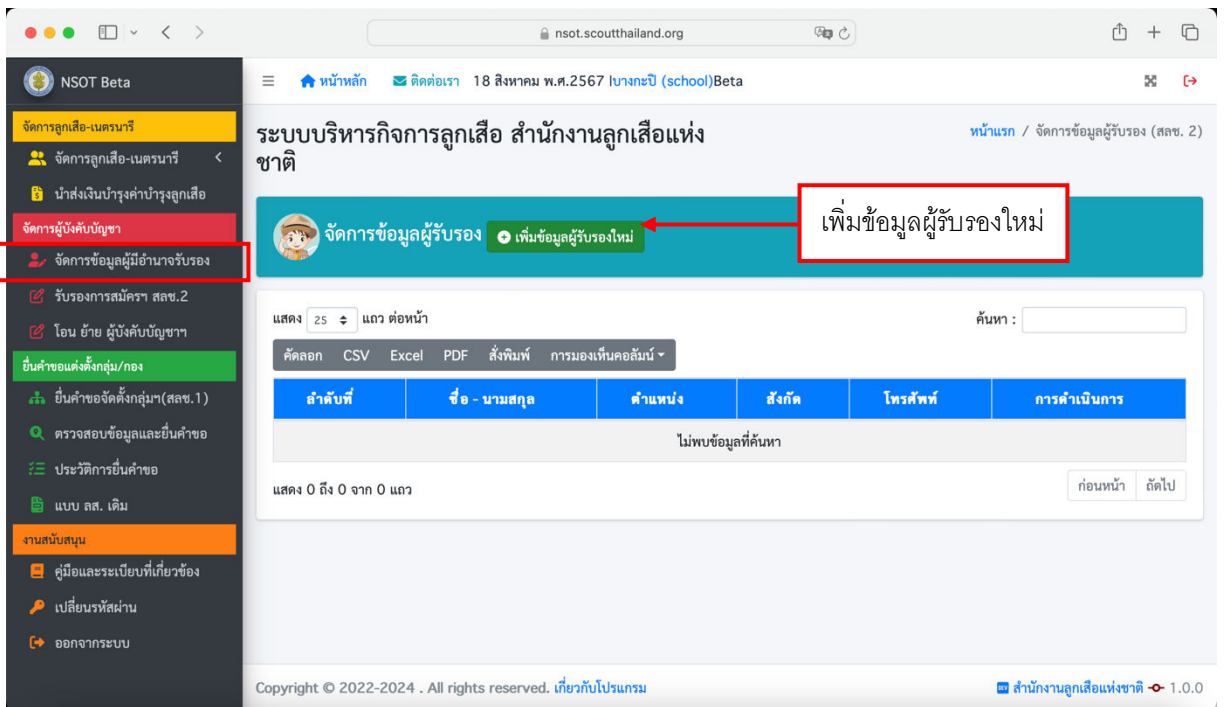 nsot.scoutthailand.org
NSOT Beta
หน้าหลัก ติดต่อเรา 18 สิงหาคม พ.ศ.2567 |บางกะปิ (school)Beta
จัดการลูกเสือ-เนตรนารี
จัดการลูกเสือ-เนตรนารี
นำส่งเงินบำรุงค่าบำรุงลูกเสือ
จัดการผู้บังคับบัญชา
จัดการข้อมูลผู้มีอำนาจรับรอง
รับรองการสมัครฯ สลช.2
โอน ย้าย ผู้บังคับบัญชาฯ
ยื่นคำขอแต่งตั้งกลุ่ม/กอง
ยื่นคำขอจัดตั้งกลุ่มฯ(สลช.1)
ตรวจสอบข้อมูลและยื่นคำขอ
ประวัติการยื่นคำขอ
แบบ ลส. เดิม
งานสนับสนุน
คู่มือและระเบียบที่เกี่ยวข้อง
เปลี่ยนรหัสผ่าน
ออกจากระบบ
ระบบบริหารกิจการลูกเสือ สำนักงานลูกเสือแห่ง
ชาติ
หน้าแรก / จัดการข้อมูลผู้รับรอง (สลช. 2)
จัดการข้อมูลผู้รับรอง เพิ่มข้อมูลผู้รับรองใหม่
เพิ่มข้อมูลผู้รับรองใหม่
แสดง 25 แถว ต่อหน้า
ค้นหา :
คัดลอก CSV Excel PDF สั่งพิมพ์ การมองเห็นคอลัมน์
ลำดับที่ ชื่อ - นามสกุล ตำแหน่ง สังกัด โทรศัพท์ การดำเนินการ
ไม่พบข้อมูลที่ค้นหา
แสดง 0 ถึง 0 จาก 0 แถว
ก่อนหน้า ถัดไป
Copyright © 2022-2024 . All rights reserved. เกี่ยวกับโปรแกรม
สำนักงานลูกเสือแห่งชาติ 1.0.0